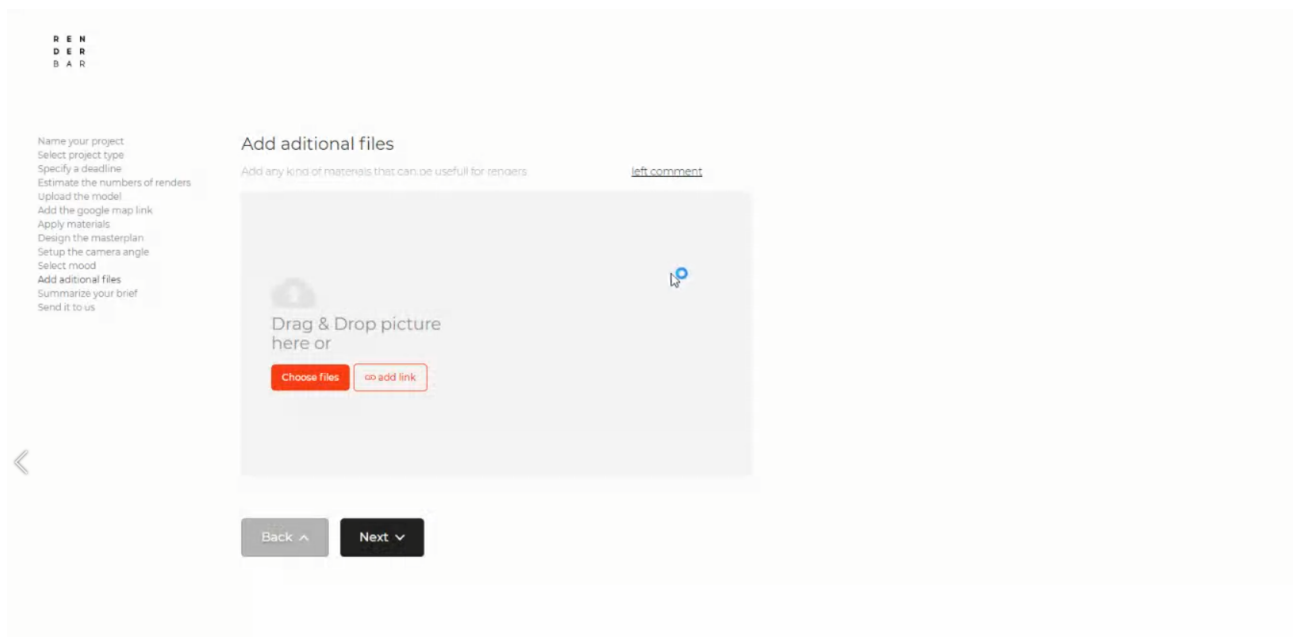 R E N
D E R
B A R
Name your project
Select project type
Specify a deadline
Estimate the numbers of renders
Upload the model
Add the google map link
Apply materials
Design the masterplan
Setup the camera angle
Select mood
Add aditional files
Summarize your brief
Send it to us
Add aditional files
Add any kind of materials that can be usefull for renders
left comment
Drag & Drop picture
here or
Choose files
add link
Back
Next